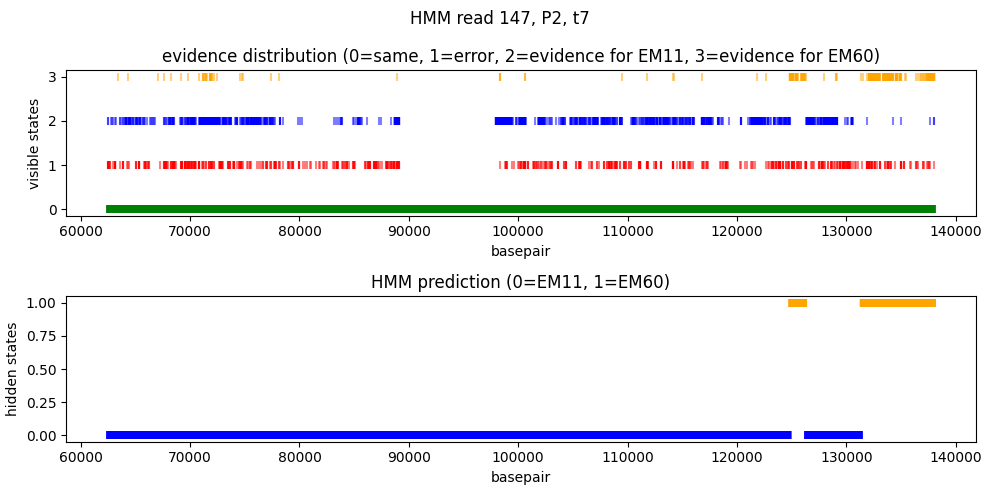 HMM read 147, P2, t7
evidence distribution (0=same, 1=error, 2=evidence for EM11, 3=evidence for EM60)
visible states
3
2
1
0
60000 70000 80000 90000 100000 110000 120000 130000 140000
basepair
HMM prediction (0=EM11, 1=EM60)
hidden states
1.00
0.75
0.50
0.25
0.00
60000 70000 80000 90000 100000 110000 120000 130000 140000
basepair